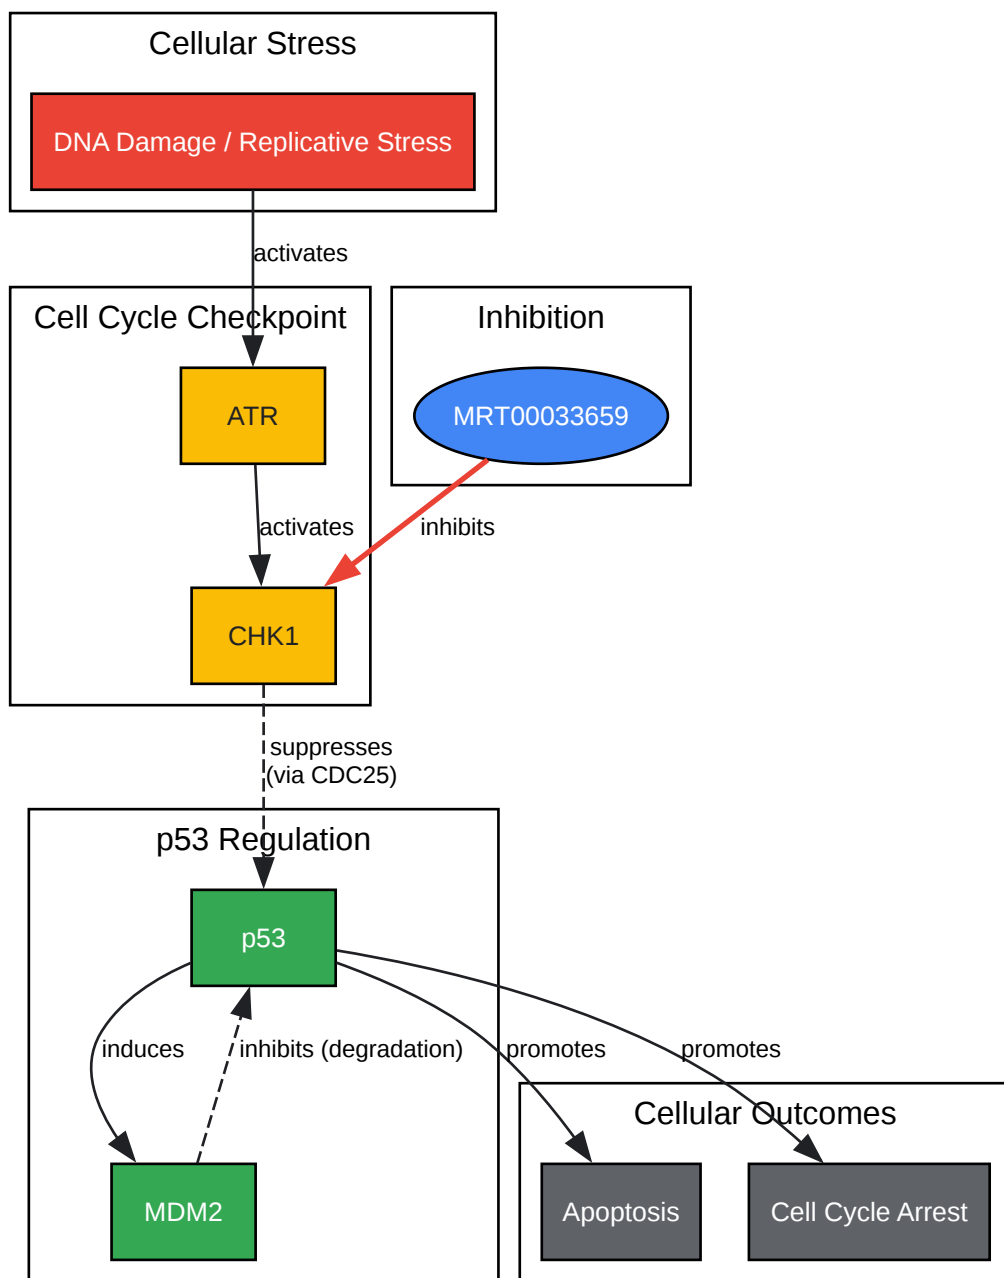 Cellular Stress
DNA Damage / Replicative Stress
activates
Cell Cycle Checkpoint
Inhibition
ATR
MRT00033659
activates
inhibits
CHK1
suppresses
(via CDC25)
p53 Regulation
p53
induces
inhibits (degradation)
promotes
promotes
Cellular Outcomes
MDM2
Apoptosis
Cell Cycle Arrest